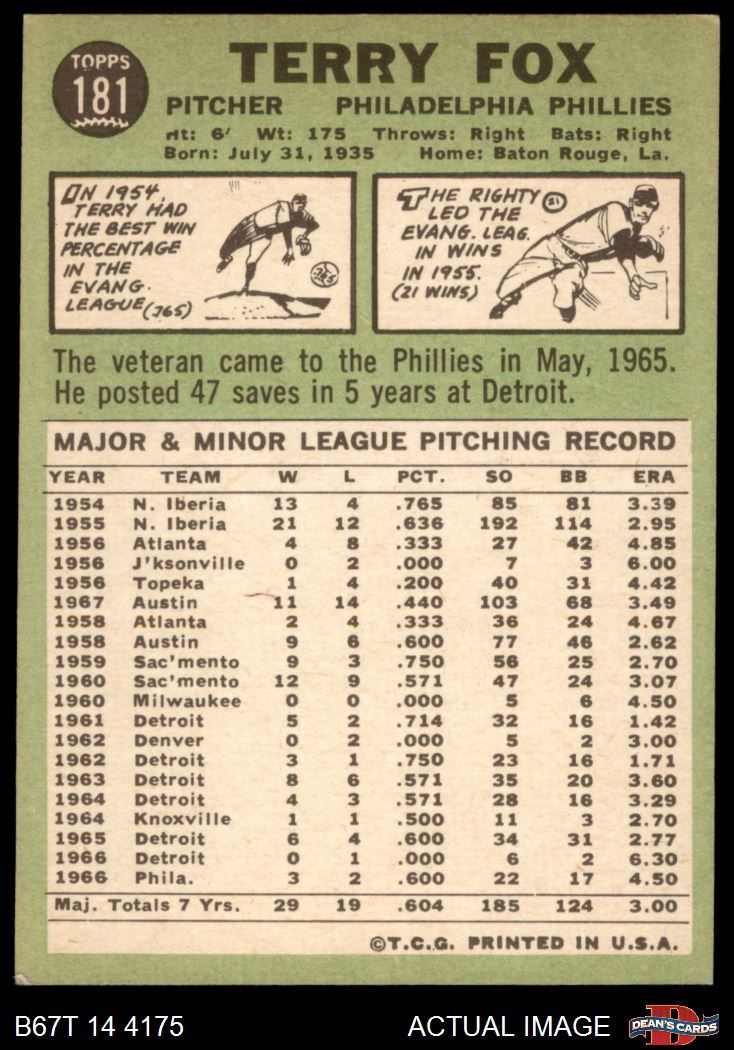 TOPPS
181
TERRY FOX
PITCHER PHILADELPHIA PHILLIES
Ht: 6' Wt: 175 Throws: Right Bats: Right
Born: July 31, 1935 Home: Baton Rouge, La.
ON 1954,
TERRY HAD
THE BEST WIN
PERCENTAGE
IN THE
EVANG.
LEAGUE (.765)
.765
THE RIGHTY
LED THE
EVANG. LEAG.
IN WINS
IN 1955.
(21 WINS)
21
The veteran came to the Phillies in May, 1965.
He posted 47 saves in 5 years at Detroit.
MAJOR & MINOR LEAGUE PITCHING RECORD
YEAR TEAM W L PCT. SO BB ERA
1954 N. Iberia 13 4 .765 85 81 3.39
1955 N. Iberia 21 12 .636 192 114 2.95
1956 Atlanta 4 8 .333 27 42 4.85
1956 J'ksonville 0 2 .000 7 3 6.00
1956 Topeka 1 4 .200 40 31 4.42
1967 Austin 11 14 .440 103 68 3.49
1958 Atlanta 2 4 .333 36 24 4.67
1958 Austin 9 6 .600 77 46 2.62
1959 Sac'mento 9 3 .750 56 25 2.70
1960 Sac'mento 12 9 .571 47 24 3.07
1960 Milwaukee 0 0 .000 5 6 4.50
1961 Detroit 5 2 .714 32 16 1.42
1962 Denver 0 2 .000 5 2 3.00
1962 Detroit 3 1 .750 23 16 1.71
1963 Detroit 8 6 .571 35 20 3.60
1964 Detroit 4 3 .571 28 16 3.29
1964 Knoxville 1 1 .500 11 3 2.70
1965 Detroit 6 4 .600 34 31 2.77
1966 Detroit 0 1 .000 6 2 6.30
1966 Phila. 3 2 .600 22 17 4.50
Maj. Totals 7 Yrs. 29 19 .604 185 124 3.00
©T.C.G. PRINTED IN U.S.A.
B67T 14 4175 ACTUAL IMAGE
D
DEAN'S CARDS